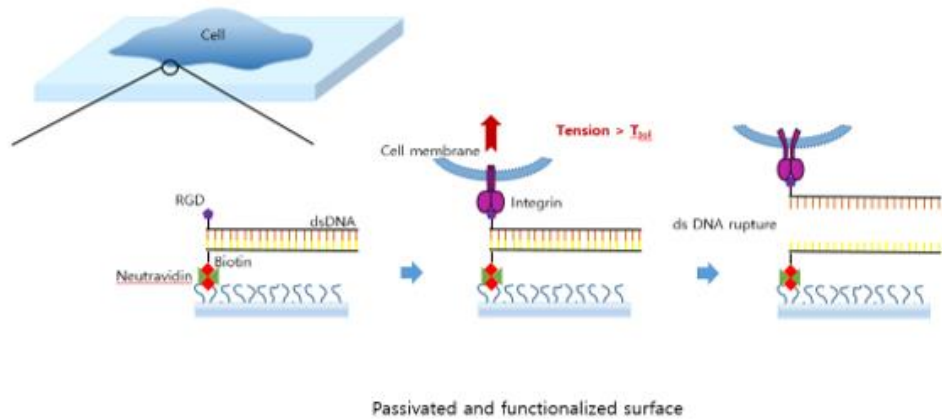 Cell
Tension > Ttol
Cell membrane
RGD
Integrin
dsDNA
ds DNA rupture
Biotin
Neutravidin
Passivated and functionalized surface